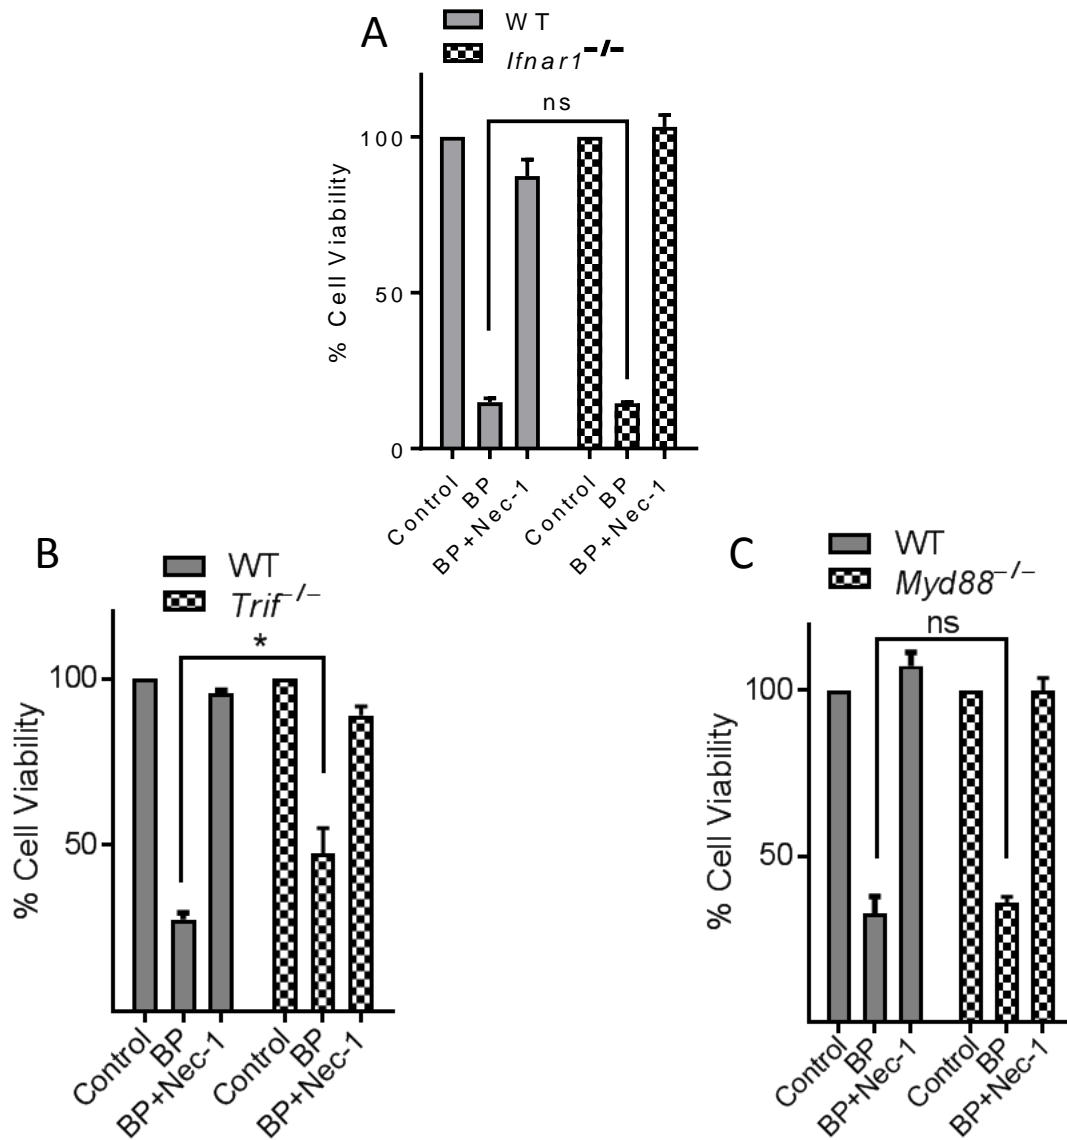 A
WT
Ifnar1-/-
ns
% Cell Viability
100
50
0
Control
BP
BP+Nec-1
Control
BP
BP+Nec-1
B
WT
Trif-/-
*
% Cell Viability
100
50
Control
BP
BP+Nec-1
Control
BP
BP+Nec-1
C
WT
Myd88-/-
ns
% Cell Viability
100
50
Control
BP
BP+Nec-1
Control
BP
BP+Nec-1